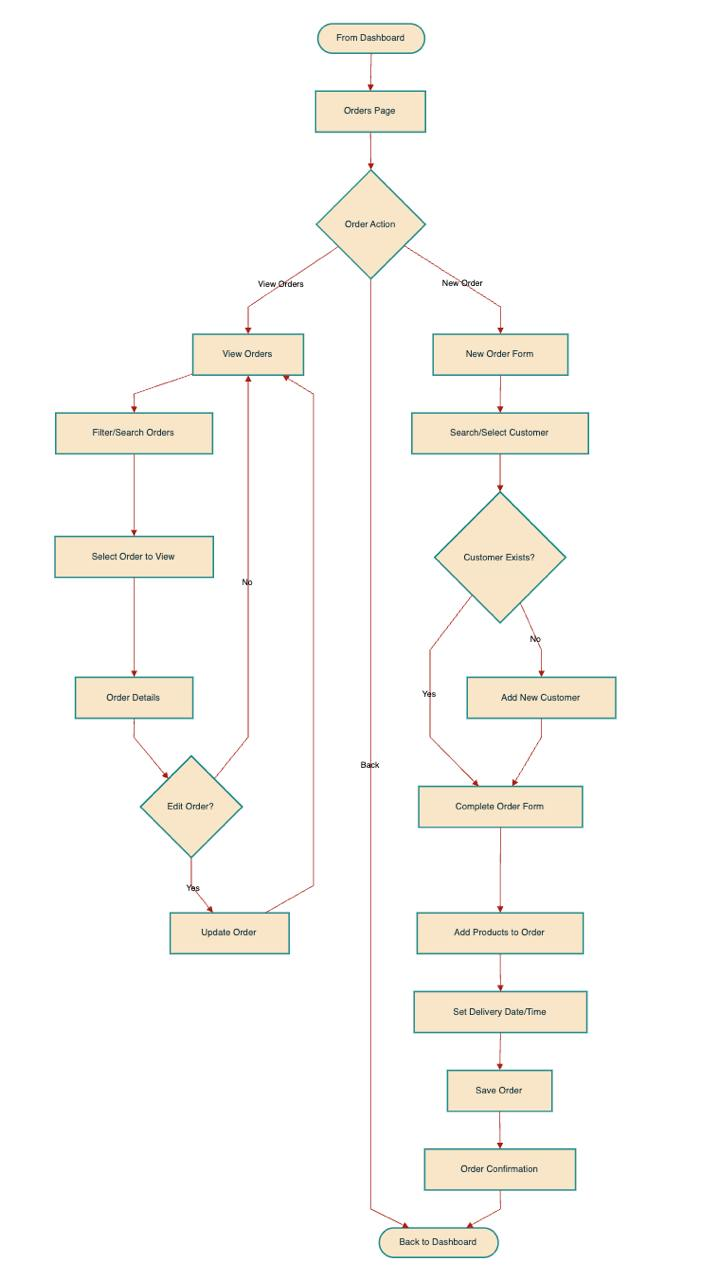 From Dashboard
Orders Page
Order Action
View Orders
New Order
View Orders
New Order Form
Filter/Search Orders
Search/Select Customer
Select Order to View
Customer Exists?
No
No
Yes
Order Details
Add New Customer
Back
Edit Order?
Complete Order Form
Yes
Update Order
Add Products to Order
Set Delivery Date/Time
Save Order
Order Confirmation
Back to Dashboard